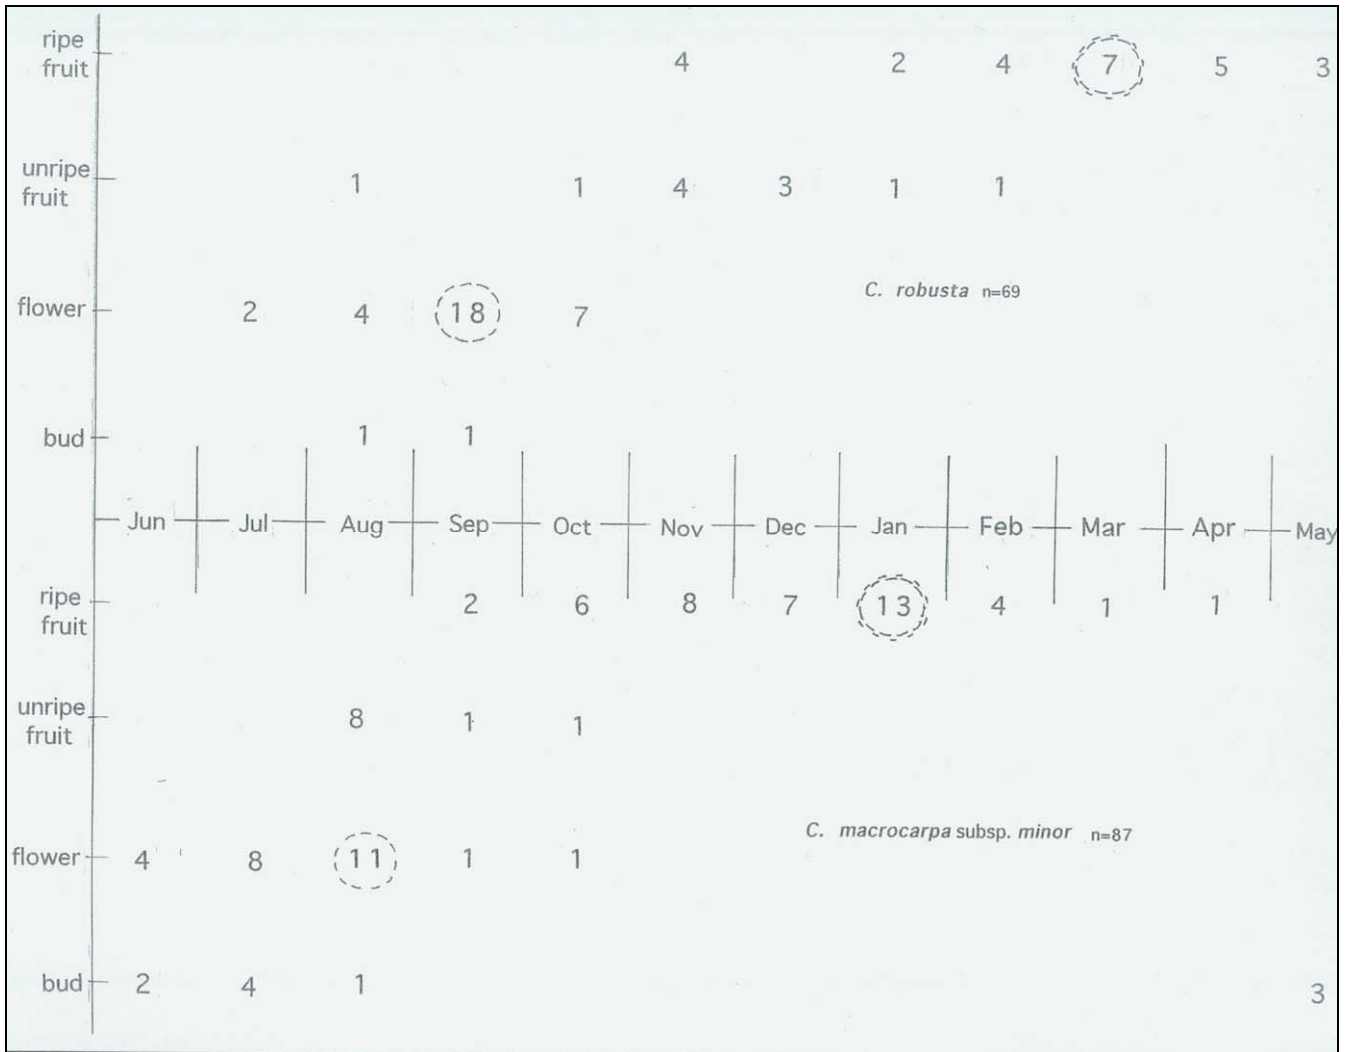 ripe
fruit 4 2 4 7 5 3
unripe
fruit 1 1 4 3 1 1
C. robusta n=69
flower 2 4 18 7
bud 1 1
Jun Jul Aug Sep Oct Nov Dec Jan Feb Mar Apr May
ripe
fruit 2 6 8 7 13 4 1 1
unripe
fruit 8 1 1
C. macrocarpa subsp. minor n=87
flower 4 8 11 1 1
bud 2 4 1 3